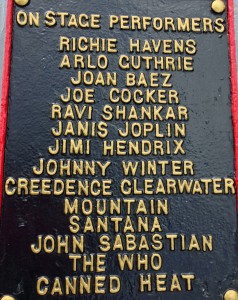 ON STAGE PERFORMERS
RICHIE HAVENS
ARLO GUTHRIE
JOAN BAEZ
JOE COCKER
RAVI SHANKAR
JANIS JOPLIN
JIMI HENDRIX
JOHNNY WINTER
CREEDENCE CLEARWATER
MOUNTAIN
SANTANA
JOHN SABASTIAN
THE WHO
CANNED HEAT